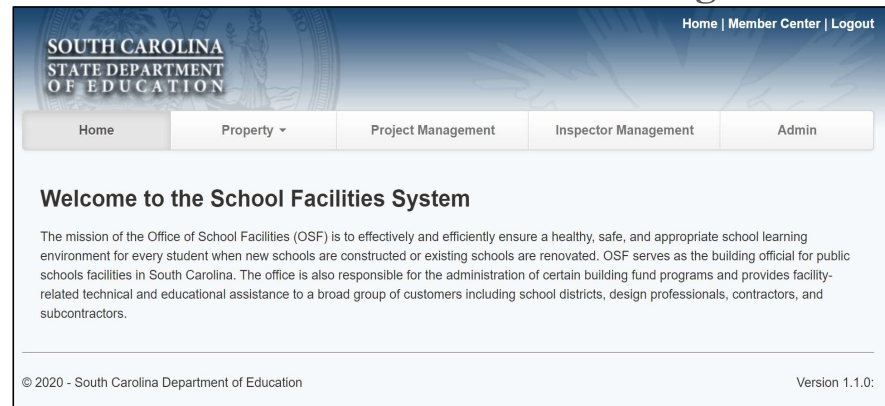 Home | Member Center | Logout
SOUTH CAROLINA
STATE DEPARTMENT
OF EDUCATION
Home
Property
Project Management
Inspector Management
Admin
Welcome to the School Facilities System
The mission of the Office of School Facilities (OSF) is to effectively and efficiently ensure a healthy, safe, and appropriate school learning
environment for every student when new schools are constructed or existing schools are renovated. OSF serves as the building official for public
schools facilities in South Carolina. The office is also responsible for the administration of certain building fund programs and provides facility-
related technical and educational assistance to a broad group of customers including school districts, design professionals, contractors, and
subcontractors.
© 2020 - South Carolina Department of Education
Version 1.1.0: